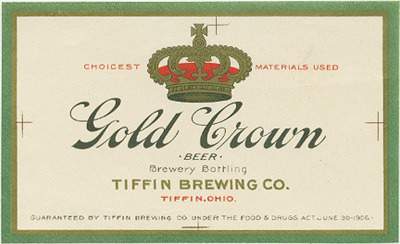 CHOICEST MATERIALS USED
Gold Crown
·BEER·
Brewery Bottling
TIFFIN BREWING CO.
TIFFIN, OHIO.
GUARANTEED BY TIFFIN BREWING CO. UNDER THE FOOD & DRUGS ACT JUNE 30-1906.